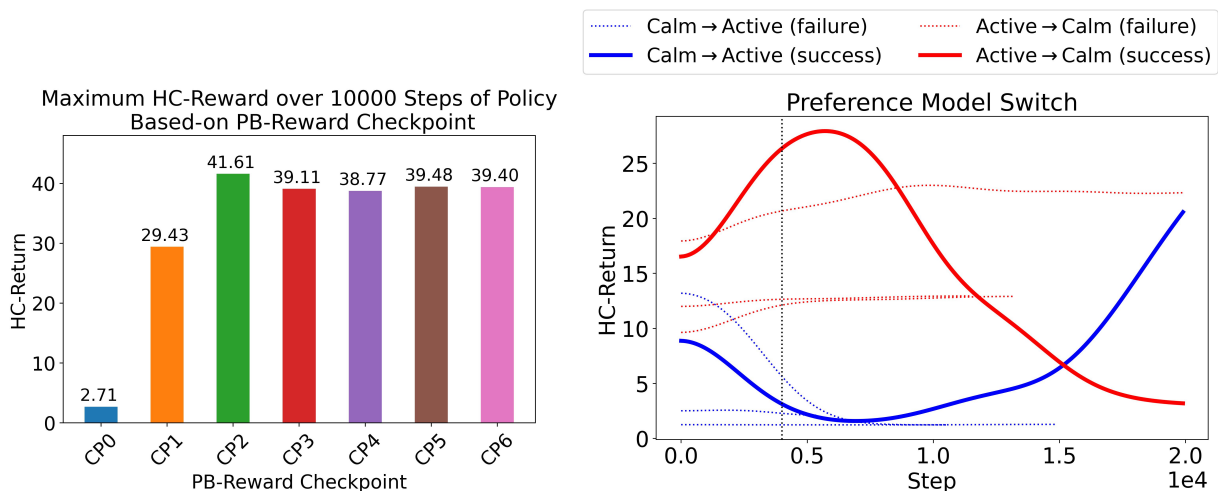 Maximum HC-Reward over 10000 Steps of Policy
Based-on PB-Reward Checkpoint
HC-Return
40
30
20
10
0
2.71
29.43
41.61
39.11
38.77
39.48
39.40
CP0
CP1
CP2
CP3
CP4
CP5
CP6
PB-Reward Checkpoint
Calm→Active (failure)
Calm→Active (success)
Active→Calm (failure)
Active→Calm (success)
Preference Model Switch
HC-Return
25
20
15
10
5
0
0.0
0.5
1.0
1.5
2.0
1e4
Step